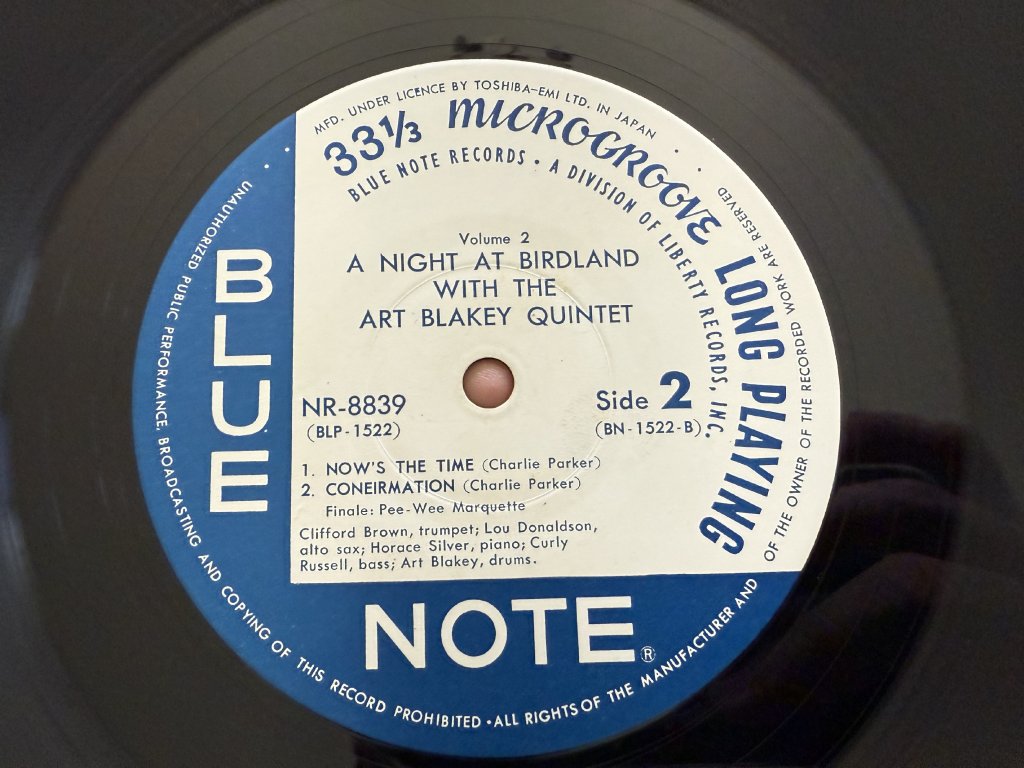 MFD. UNDER LICENCE BY TOSHIBA-EMI LTD. IN JAPAN
33⅓ MICROGROOVE LONG PLAYING
BLUE NOTE RECORDS • A DIVISION OF LIBERTY RECORDS, INC.
Volume 2
A NIGHT AT BIRDLAND
WITH THE
ART BLAKEY QUINTET
NR-8839
(BLP-1522)
Side 2
(BN-1522-B)
1. NOW'S THE TIME (Charlie Parker)
2. CONEIRMATION (Charlie Parker)
Finale: Pee-Wee Marquette
Clifford Brown, trumpet; Lou Donaldson,
alto sax; Horace Silver, piano; Curly
Russell, bass; Art Blakey, drums.
BLUE
NOTE®
UNAUTHORIZED PUBLIC PERFORMANCE, BROADCASTING AND COPYING OF THIS RECORD PROHIBITED • ALL RIGHTS OF THE MANUFACTURER AND OF THE OWNER OF THE RECORDED WORK ARE RESERVED